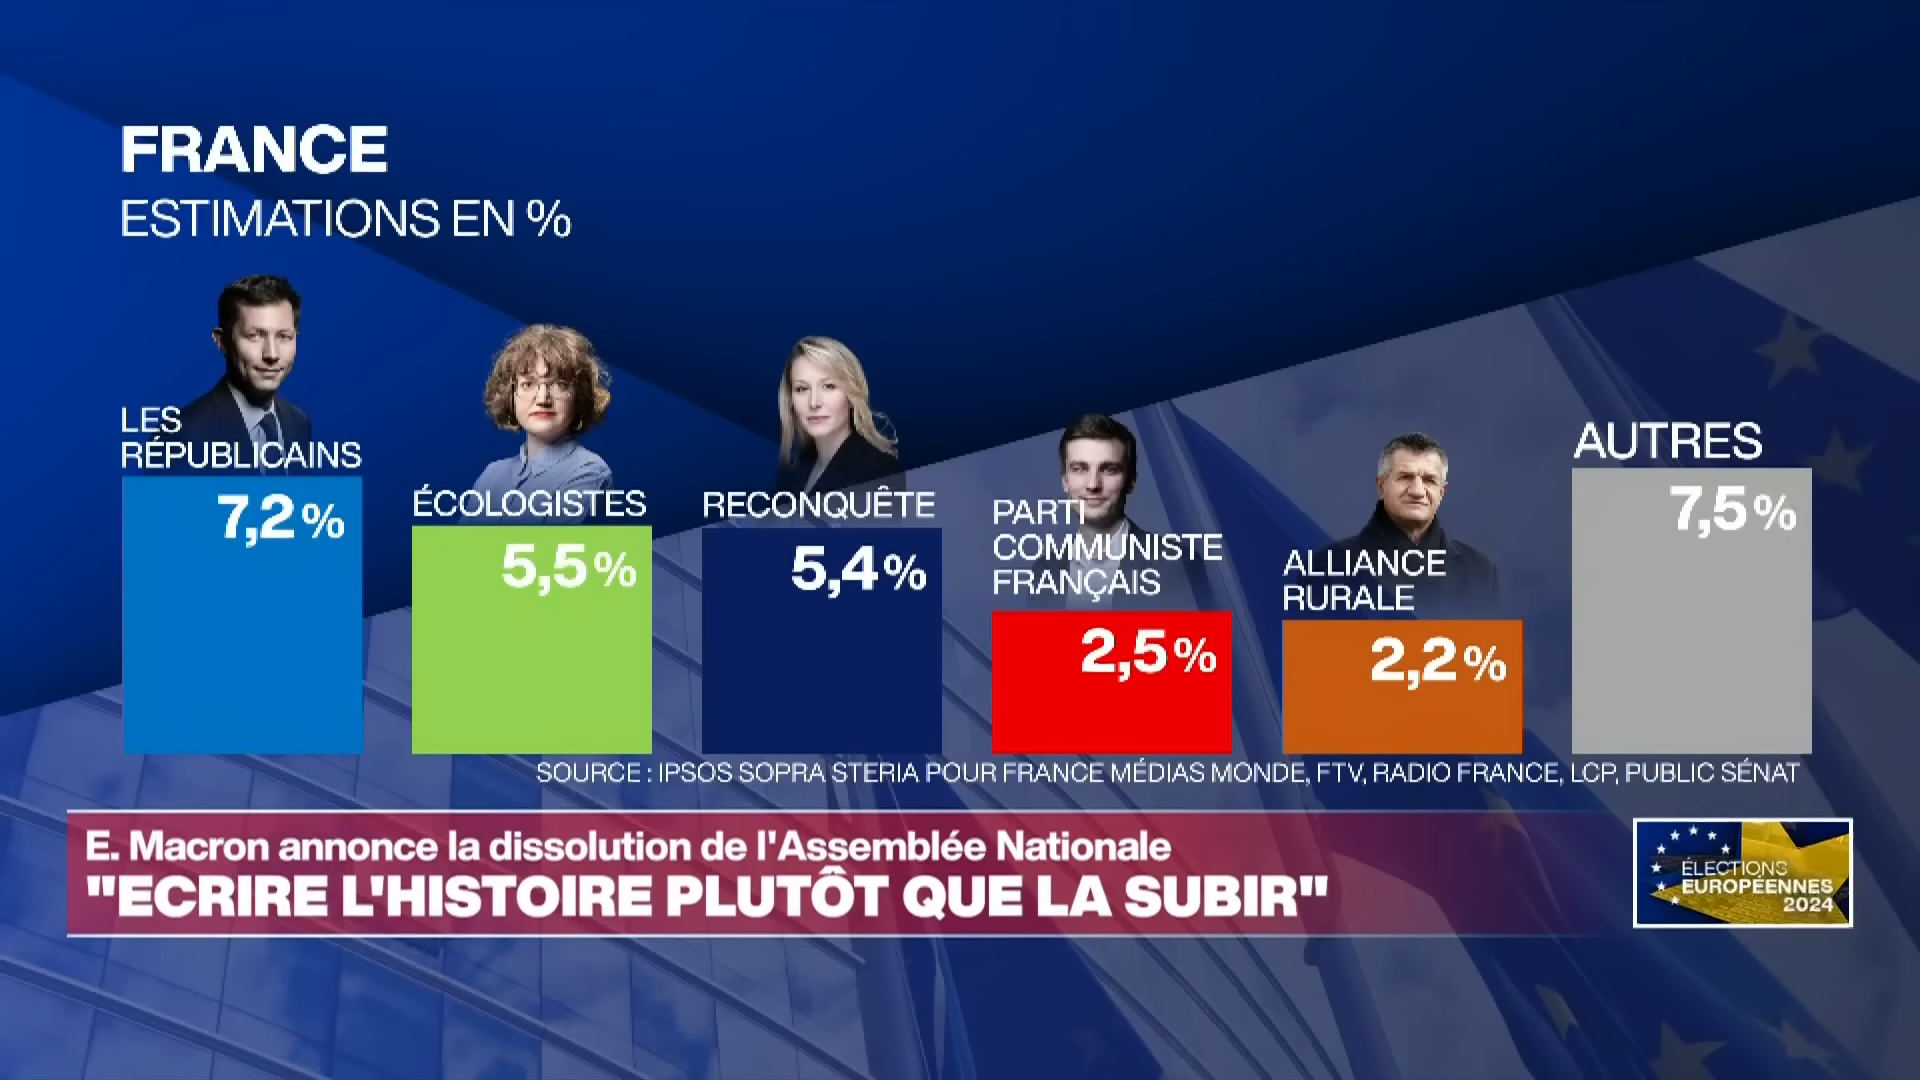 FRANCE
ESTIMATIONS EN %
LES
RÉPUBLICAINS
7,2%
ÉCOLOGISTES
5,5%
RECONQUÊTE
5,4%
PARTI
COMMUNISTE
FRANÇAIS
2,5%
ALLIANCE
RURALE
2,2%
AUTRES
7,5%
SOURCE : IPSOS SOPRA STERIA POUR FRANCE MÉDIAS MONDE, FTV, RADIO FRANCE, LCP, PUBLIC SÉNAT
E. Macron annonce la dissolution de l'Assemblée Nationale
"ECRIRE L'HISTOIRE PLUTÔT QUE LA SUBIR"
ÉLECTIONS
EUROPÉENNES
2024